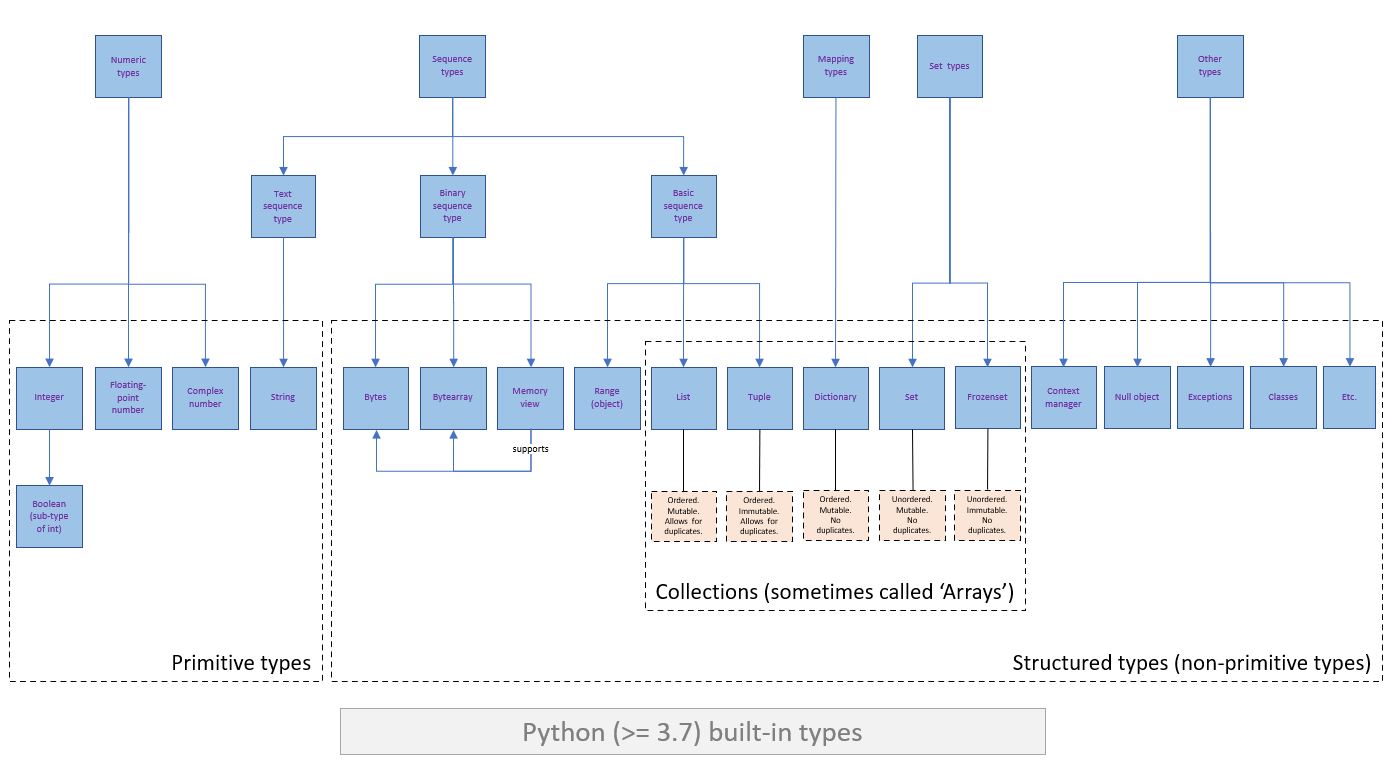 Numeric
types
Sequence
types
Mapping
types
Set types
Other
types
Text
sequence
type
Binary
sequence
type
Basic
sequence
type
Integer
Floating-
point
number
Complex
number
String
Bytes
Bytearray
Memory
view
Range
(object)
List
Tuple
Dictionary
Set
Frozenset
Context
manager
Null object
Exceptions
Classes
Etc.
supports
Boolean
(sub-type
of int)
Ordered.
Mutable.
Allows for
duplicates.
Ordered.
Immutable.
Allows for
duplicates.
Ordered.
Mutable.
No
duplicates.
Unordered.
Mutable.
No
duplicates.
Unordered.
Immutable.
No
duplicates.
Collections (sometimes called ‘Arrays’)
Primitive types
Structured types (non-primitive types)
Python (>= 3.7) built-in types